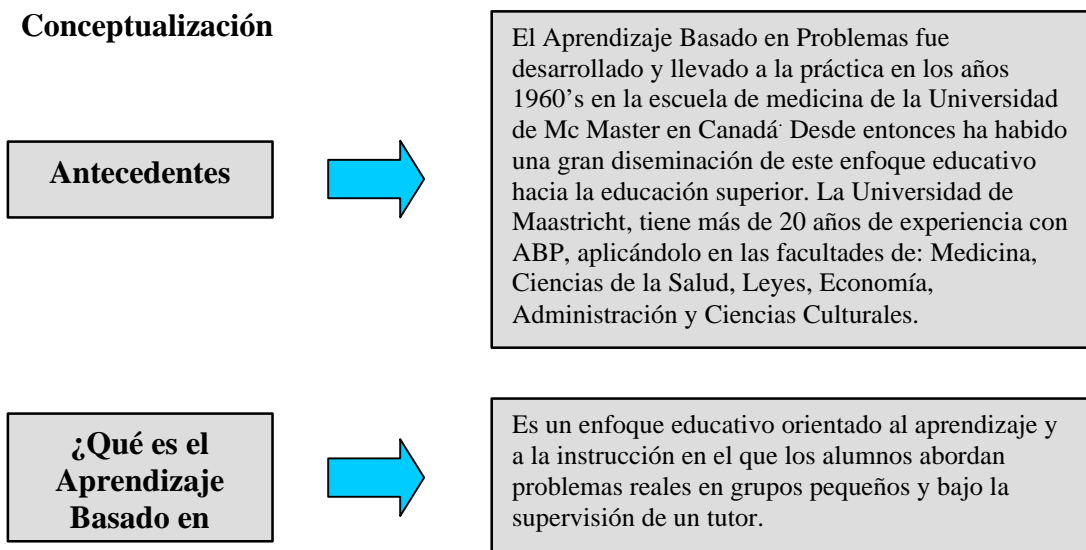 Conceptualización
Antecedentes
El Aprendizaje Basado en Problemas fue
desarrollado y llevado a la práctica en los años
1960’s en la escuela de medicina de la Universidad
de Mc Master en Canadá. Desde entonces ha habido
una gran diseminación de este enfoque educativo
hacia la educación superior. La Universidad de
Maastricht, tiene más de 20 años de experiencia con
ABP, aplicándolo en las facultades de: Medicina,
Ciencias de la Salud, Leyes, Economía,
Administración y Ciencias Culturales.
¿Qué es el
Aprendizaje
Basado en
Es un enfoque educativo orientado al aprendizaje y
a la instrucción en el que los alumnos abordan
problemas reales en grupos pequeños y bajo la
supervisión de un tutor.